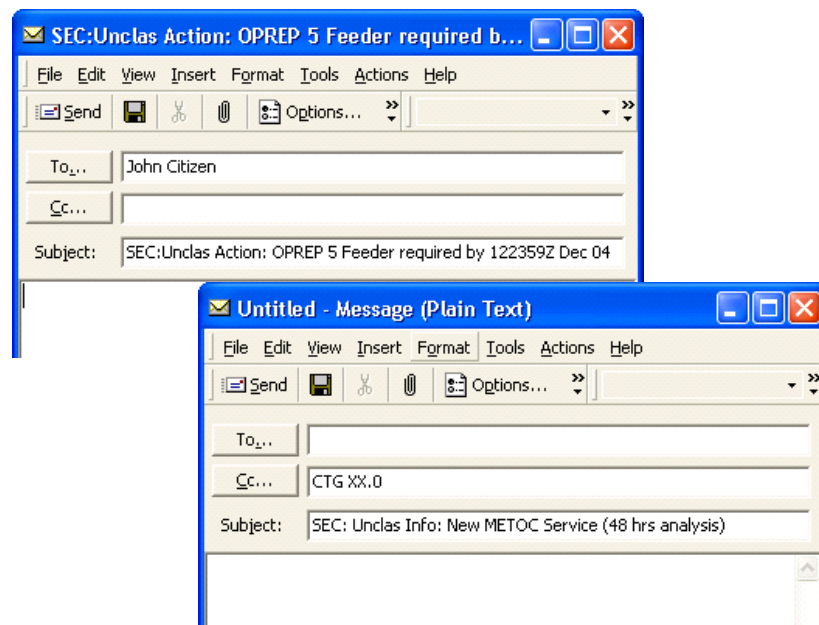 SEC:Unclas Action: OPREP 5 Feeder required b...
File Edit View Insert Format Tools Actions Help
Send Options...
To... John Citizen
Cc...
Subject: SEC:Unclas Action: OPREP 5 Feeder required by 122359Z Dec 04
Untitled - Message (Plain Text)
File Edit View Insert Format Tools Actions Help
Send Options...
To...
Cc... CTG XX.0
Subject: SEC: Unclas Info: New METOC Service (48 hrs analysis)